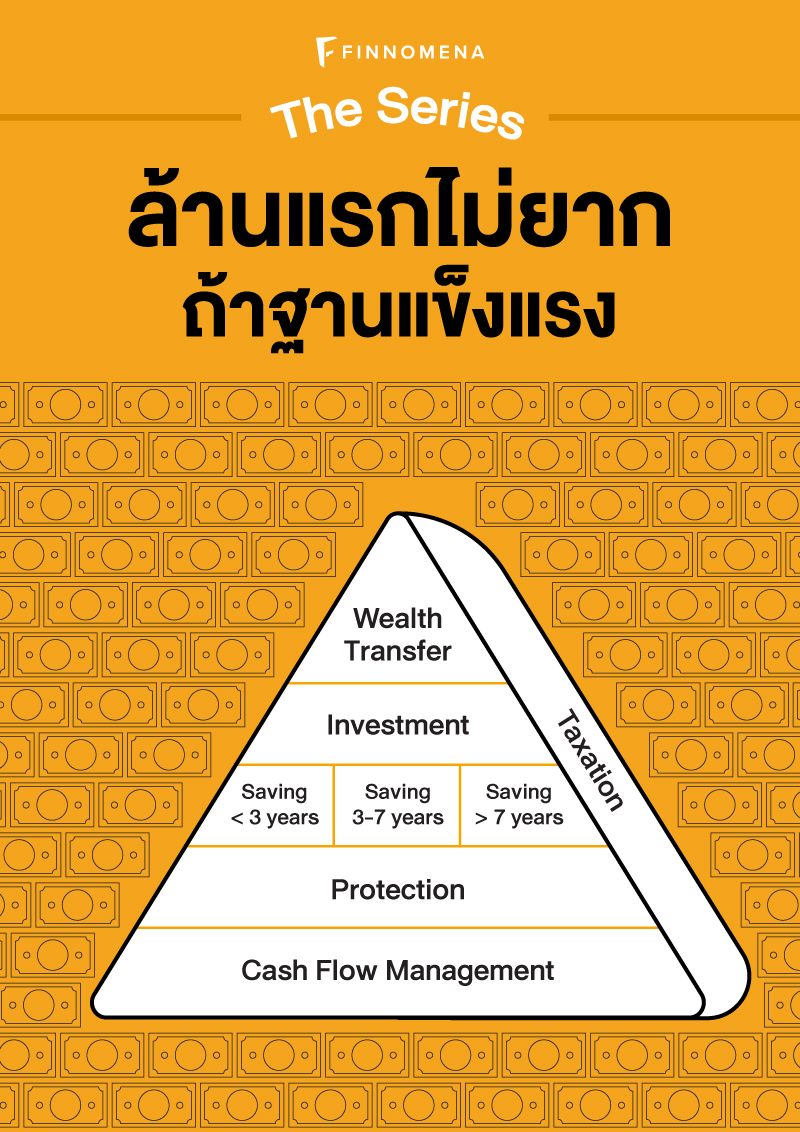 FINNOMENA
The Series
ล้านแรกไม่ยาก
ถ้าฐานแข็งแรง
Wealth
Transfer
Investment
Saving
< 3 years
Saving
3-7 years
Saving
> 7 years
Taxation
Protection
Cash Flow Management